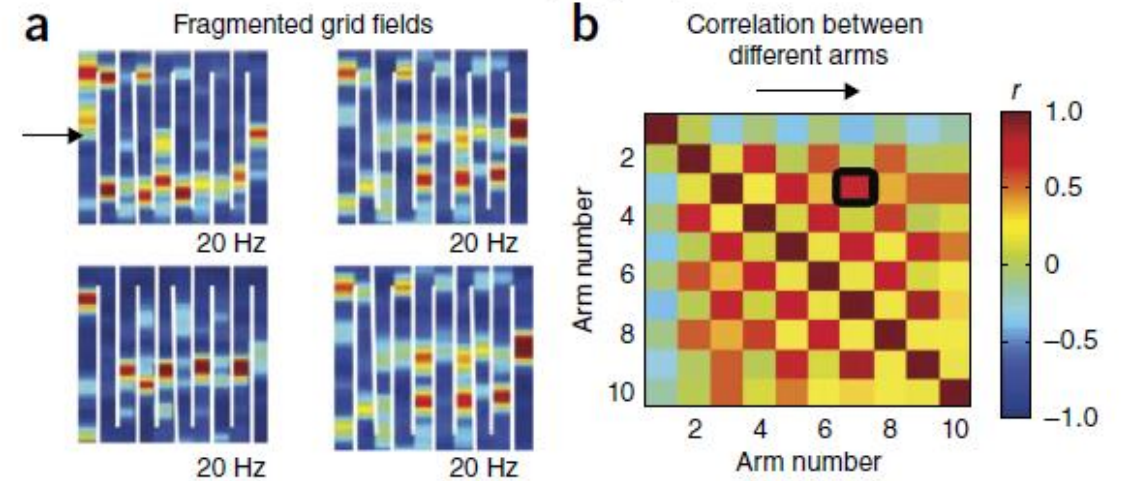 a
Fragmented grid fields
20 Hz
20 Hz
20 Hz
20 Hz
b
Correlation between
different arms
r
1.0
0.5
0
−0.5
−1.0
Arm number
2
4
6
8
10
2 4 6 8 10
Arm number